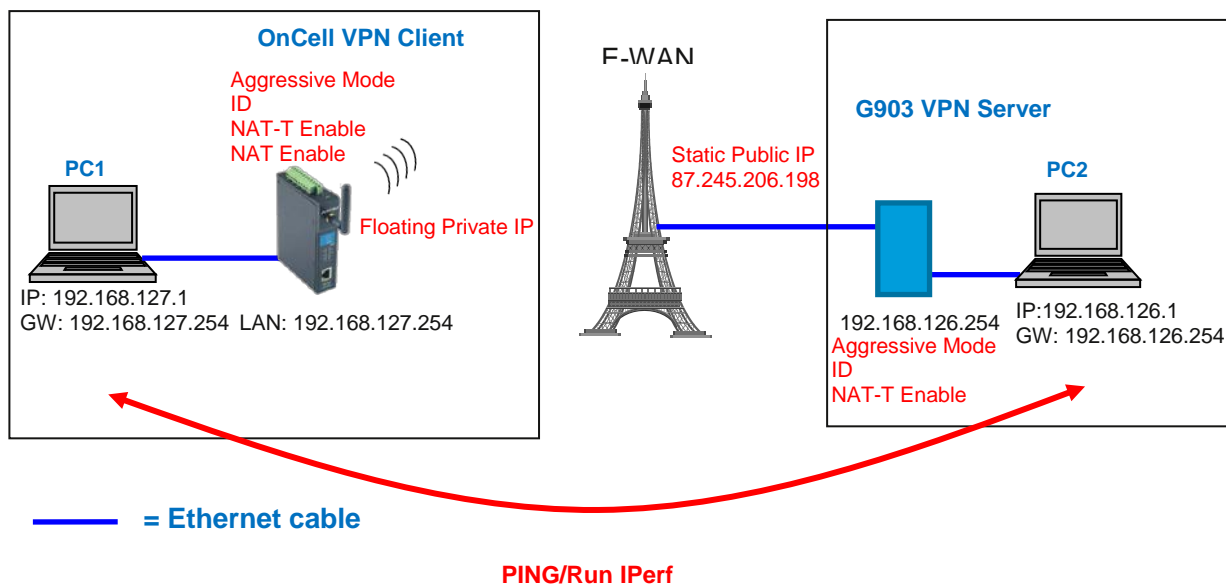 OnCell VPN Client
Aggressive Mode
ID
NAT-T Enable
NAT Enable
PC1
Floating Private IP
IP: 192.168.127.1
GW: 192.168.127.254 LAN: 192.168.127.254
E-WAN
Static Public IP
87.245.206.198
G903 VPN Server
PC2
192.168.126.254
Aggressive Mode
ID
NAT-T Enable
IP:192.168.126.1
GW: 192.168.126.254
= Ethernet cable
PING/Run IPerf